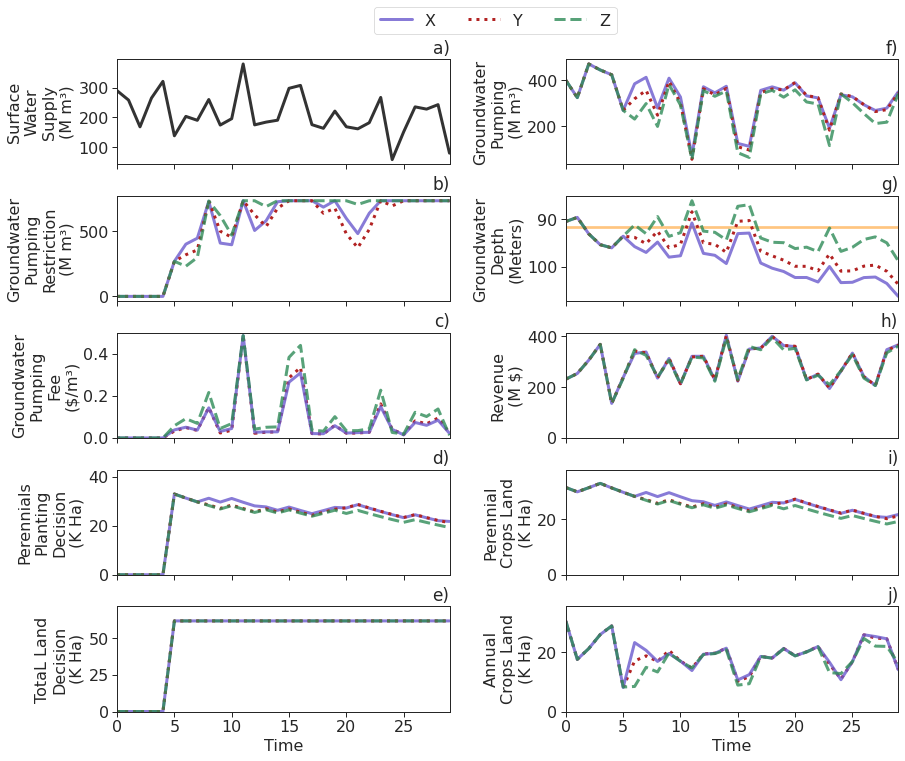 X Y Z
a)
Surface
Water
Supply
(M m³)
300
200
100
f)
Groundwater
Pumping
(M m³)
400
200
b)
Groundwater
Pumping
Restriction
(M m³)
500
0
g)
Groundwater
Depth
(Meters)
90
100
c)
Groundwater
Pumping
Fee
($/m³)
0.4
0.2
0.0
h)
Revenue
(M $)
400
200
0
d)
Perennials
Planting
Decision
(K Ha)
40
20
0
i)
Perennial
Crops Land
(K Ha)
20
0
e)
TotaL Land
Decision
(K Ha)
50
25
0
0 5 10 15 20 25
Time
j)
Annual
Crops Land
(K Ha)
20
0
0 5 10 15 20 25
Time